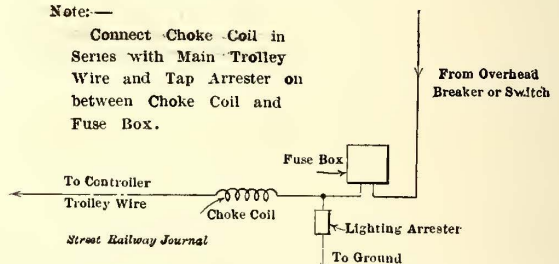 Note:—
Connect Choke Coil in
Series with Main Trolley
Wire and Tap Arrester on
between Choke Coil and
Fuse Box.
From Overhead
Breaker or Switch
Fuse Box
To Controller
Trolley Wire
Choke Coil
Lighting Arrester
Street Railway Journal
To Ground